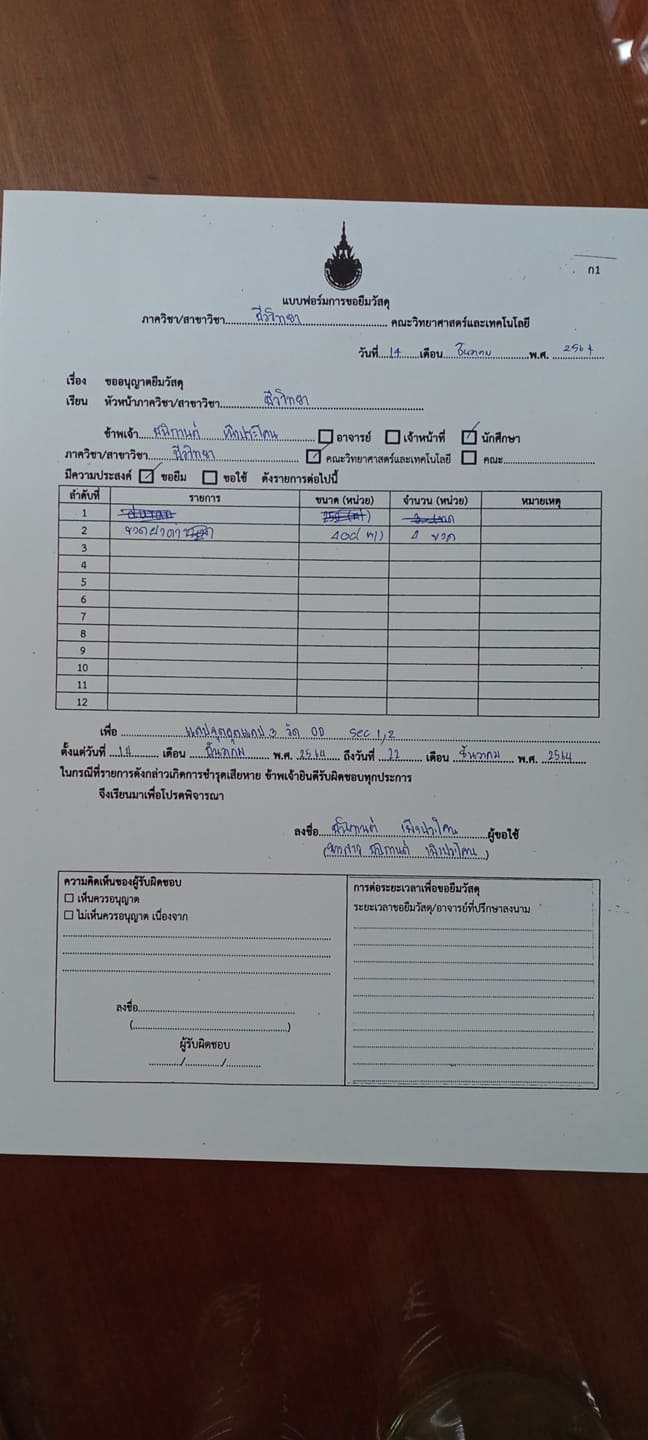 ก1
แบบฟอร์มการขอยืมวัสดุ
ภาควิชา/สาขาวิชา ชีววิทยา คณะวิทยาศาสตร์และเทคโนโลยี
วันที่ 14 เดือน ธันวาคม พ.ศ. 2564
เรื่อง ขออนุญาตยืมวัสดุ
เรียน หัวหน้าภาควิชา/สาขาวิชา ชีววิทยา
ข้าพเจ้า อาจารย์ เจ้าหน้าที่ นักศึกษา
ภาควิชา/สาขาวิชา ชีววิทยา คณะวิทยาศาสตร์และเทคโนโลยี คณะ
มีความประสงค์ ขอยืม ขอใช้ ดังรายการต่อไปนี้
ลำดับที่ รายการ ขนาด (หน่วย) จำนวน (หน่วย) หมายเหตุ
1
2 ขวดฝาดำ 400 ขวด
3
4
5
6
7
8
9
10
11
12
เพื่อ วัด OD sec 1,2
ตั้งแต่วันที่ 14 เดือน ธันวาคม พ.ศ. 2564 ถึงวันที่ 22 เดือน ธันวาคม พ.ศ. 2564
ในกรณีที่รายการดังกล่าวเกิดการชำรุดเสียหาย ข้าพเจ้ายินดีรับผิดชอบทุกประการ
จึงเรียนมาเพื่อโปรดพิจารณา
ลงชื่อ ผู้ขอใช้
(นางสาว )
ความคิดเห็นของผู้รับผิดชอบ
เห็นควรอนุญาต
ไม่เห็นควรอนุญาต เนื่องจาก
ลงชื่อ
( )
ผู้รับผิดชอบ
/ /
การต่อระยะเวลาเพื่อขอยืมวัสดุ
ระยะเวลาขอยืมวัสดุ/อาจารย์ที่ปรึกษาลงนาม